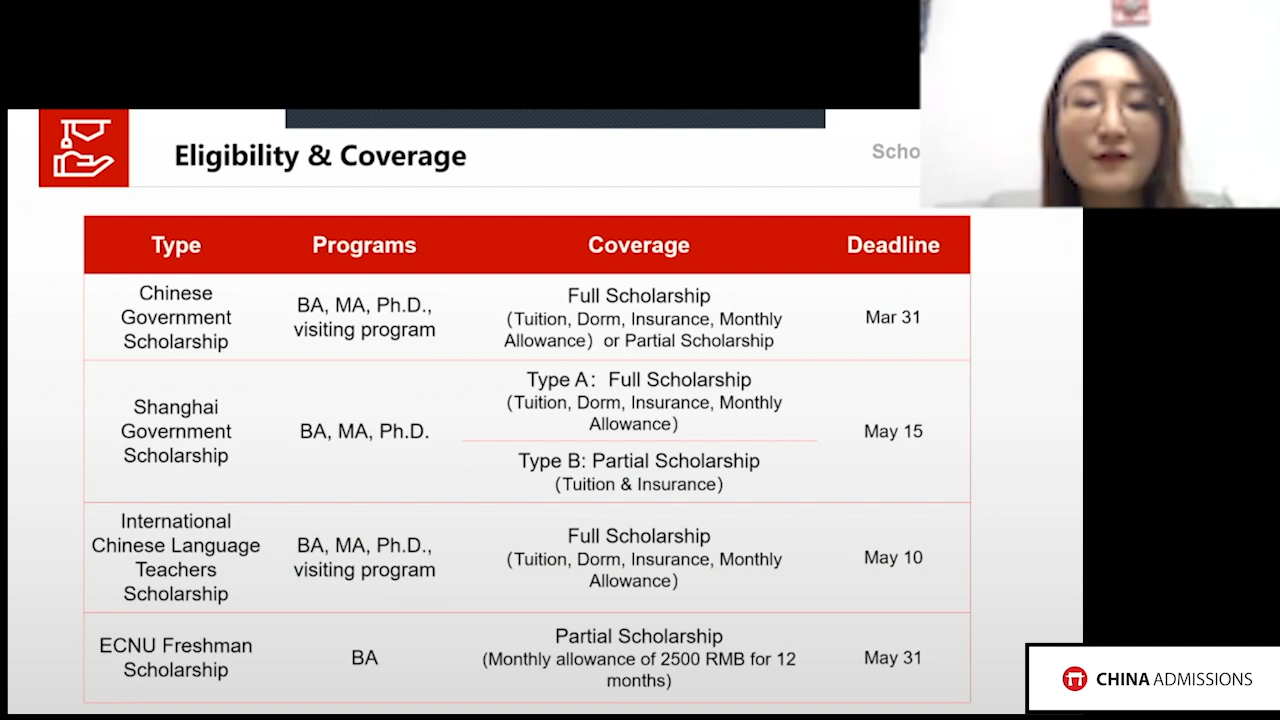 Eligibility & Coverage
Scho
Type
Programs
Coverage
Deadline
Chinese
Government
Scholarship
BA, MA, Ph.D.,
visiting program
Full Scholarship
(Tuition, Dorm, Insurance, Monthly
Allowance) or Partial Scholarship
Mar 31
Shanghai
Government
Scholarship
BA, MA, Ph.D.
Type A: Full Scholarship
(Tuition, Dorm, Insurance, Monthly
Allowance)
Type B: Partial Scholarship
(Tuition & Insurance)
May 15
International
Chinese Language
Teachers
Scholarship
BA, MA, Ph.D.,
visiting program
Full Scholarship
(Tuition, Dorm, Insurance, Monthly
Allowance)
May 10
ECNU Freshman
Scholarship
BA
Partial Scholarship
(Monthly allowance of 2500 RMB for 12
months)
May 31
CHINA ADMISSIONS